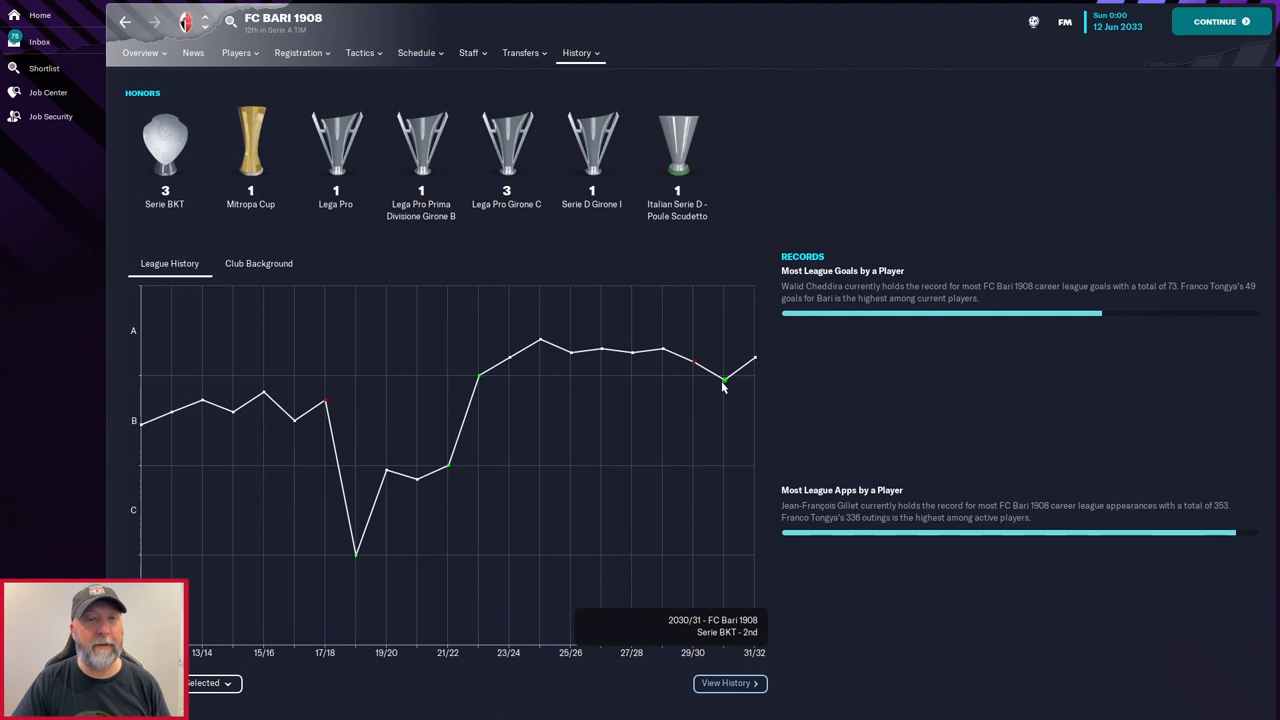 Home
75
Inbox
Shortlist
Job Center
Job Security
FC BARI 1908
12th in Serie A TIM
FM
Sun 0:00
12 Jun 2033
CONTINUE
Overview
News
Players
Registration
Tactics
Schedule
Staff
Transfers
History
HONORS
3
Serie BKT
1
Mitropa Cup
1
Lega Pro
1
Lega Pro Prima
Divisione Girone B
3
Lega Pro Girone C
1
Serie D Girone I
1
Italian Serie D -
Poule Scudetto
League History
Club Background
A
B
C
2030/31 - FC Bari 1908
Serie BKT - 2nd
13/14
15/16
17/18
19/20
21/22
23/24
25/26
27/28
29/30
31/32
Selected
View History
RECORDS
Most League Goals by a Player
Walid Cheddira currently holds the record for most FC Bari 1908 career league goals with a total of 73. Franco Tongya's 49
goals for Bari is the highest among current players.
Most League Apps by a Player
Jean-François Gillet currently holds the record for most FC Bari 1908 career league appearances with a total of 353.
Franco Tongya's 336 outings is the highest among active players.